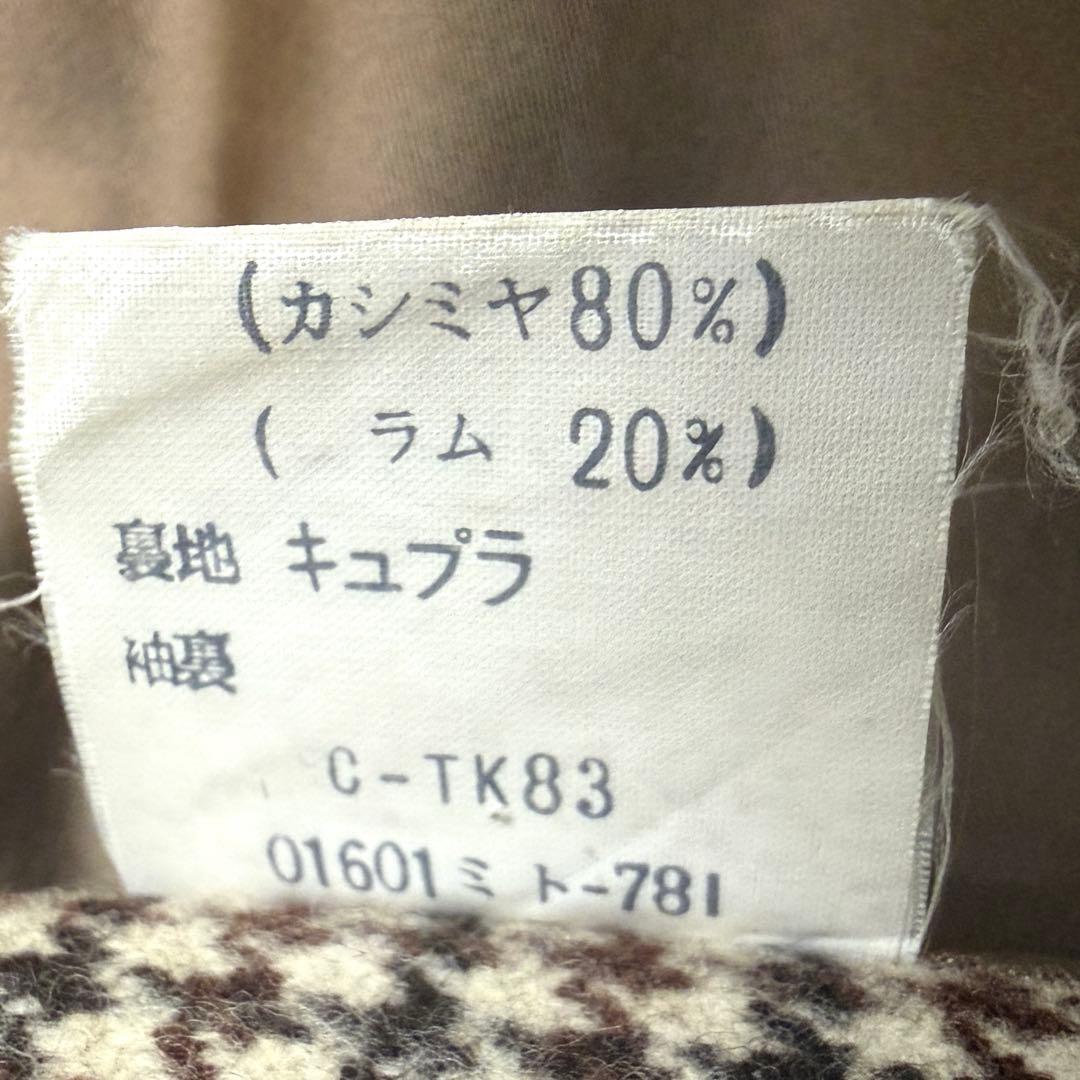 (カシミヤ80%)
(ラム 20%)
裏地 キュプラ
袖裏
C-TK83
01601ミト-781